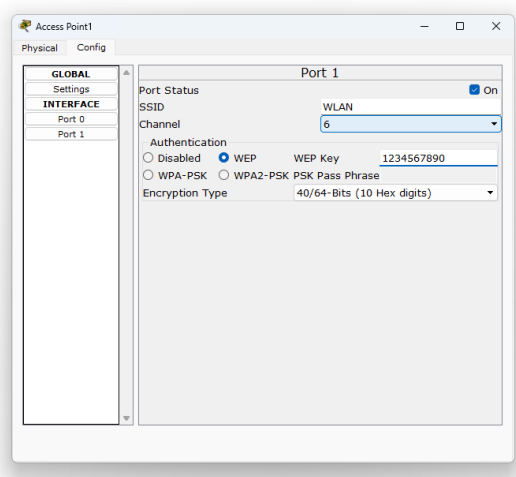 Access Point1
Physical Config
GLOBAL
Settings
INTERFACE
Port 0
Port 1
Port 1
Port Status On
SSID WLAN
Channel 6
Authentication
Disabled WEP WEP Key 1234567890
WPA-PSK WPA2-PSK PSK Pass Phrase
Encryption Type 40/64-Bits (10 Hex digits)